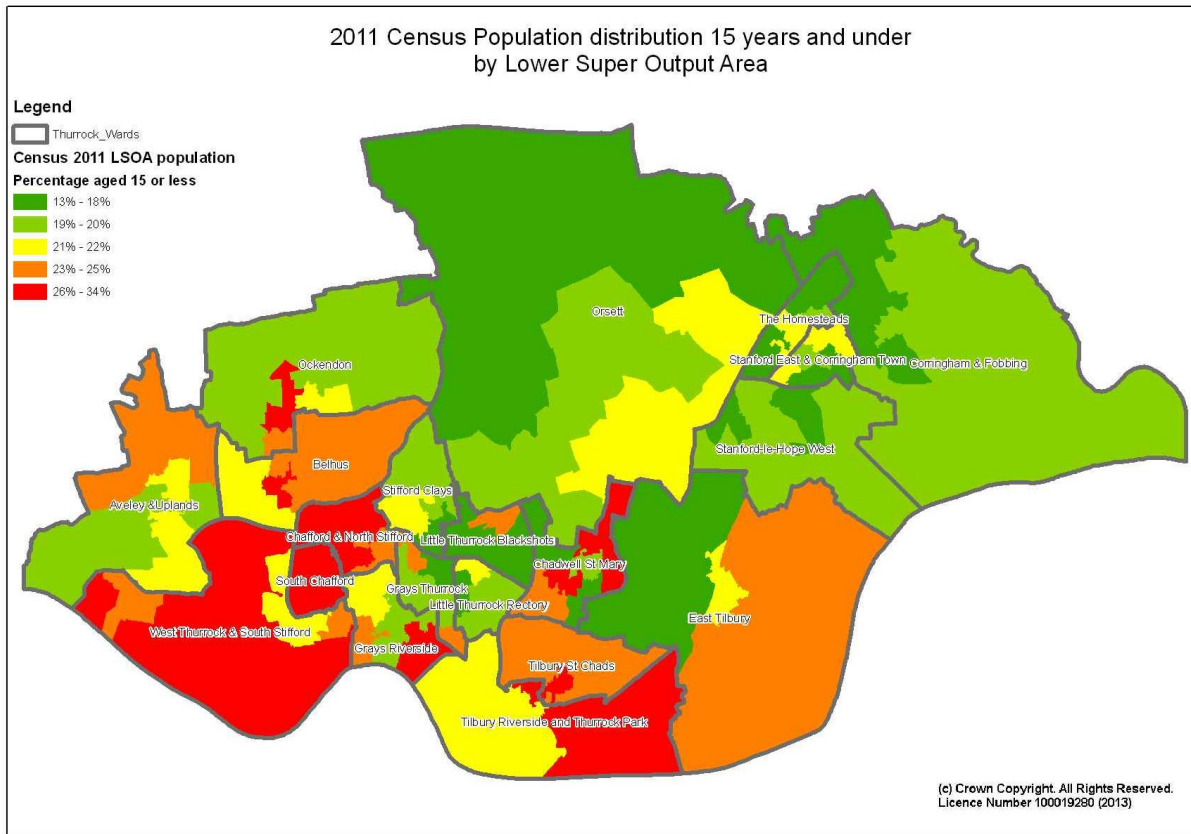 2011 Census Population distribution 15 years and under
by Lower Super Output Area
Legend
Thurrock_Wards
Census 2011 LSOA population
Percentage aged 15 or less
13% - 18%
19% - 20%
21% - 22%
23% - 25%
26% - 34%
Orsett
The Homesteads
Stanford East & Corringham Town
Corringham & Fobbing
Ockendon
Stanford-le-Hope West
Belhus
Stifford Clays
Aveley &Uplands
Chafford & North Stifford
Little Thurrock Blackshots
Chadwell St Mary
South Chafford
Grays Thurrock
Little Thurrock Rectory
East Tilbury
West Thurrock & South Stifford
Grays Riverside
Tilbury St Chads
Tilbury Riverside and Thurrock Park
(c) Crown Copyright. All Rights Reserved.
Licence Number 100019280 (2013)